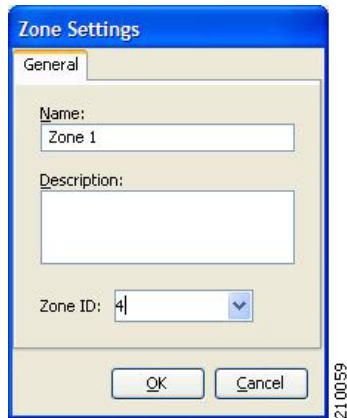 Zone Settings
General
Name:
Zone 1
Description:
Zone ID: 4
OK Cancel
210059